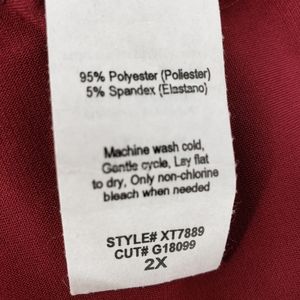 95% Polyester (Poliester)
5% Spandex (Elastano)
Machine wash cold,
Gentle cycle, Lay flat
to dry, Only non-chlorine
bleach when needed
STYLE# XT7889
CUT# G18099
2X